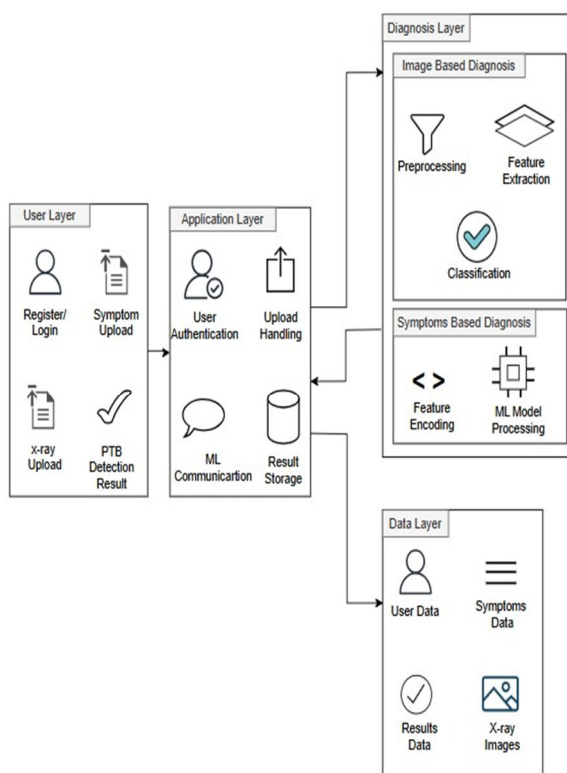 User Layer
Register/
Login
Symptom
Upload
x-ray
Upload
PTB
Detection
Result
Application Layer
User
Authentication
Upload
Handling
ML
Communicartion
Result
Storage
Diagnosis Layer
Image Based Diagnosis
Preprocessing
Feature
Extraction
Classification
Symptoms Based Diagnosis
< >
Feature
Encoding
ML Model
Processing
Data Layer
User Data
Symptoms
Data
Results
Data
X-ray
Images